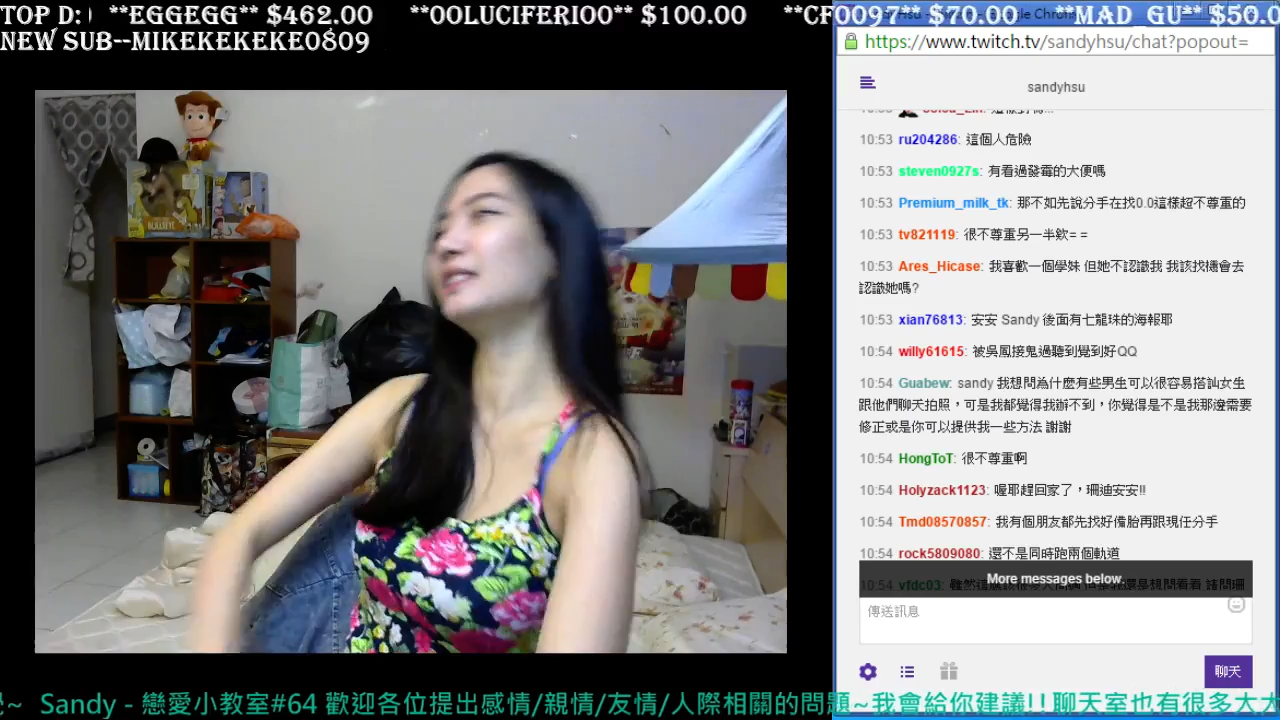 TOP D: **EGGEGG** $462.00 **OOLUCIFERIOO $100.00 **CF0097** $70.00 **MAD_GU** $50.0
NEW SUB--MIKEKEKEKE0809
https://www.twitch.tv/sandyhsu/chat?popout=
sandyhsu
10:53 ru204286: 這個人危險
10:53 steven0927s: 有看過發霉的大便嗎
10:53 Premium_milk_tk: 那不如先說分手在找0.0這樣超不尊重的
10:53 tv821119: 很不尊重另一半欸= =
10:53 Ares_Hicase: 我喜歡一個學妹 但她不認識我 我該找機會去
認識她嗎?
10:53 xian76813: 安安 Sandy 後面有七龍珠的海報耶
10:54 willy61615: 被吳鳳接鬼過聽到覺到好QQ
10:54 Guabew: sandy 我想問為什麼有些男生可以很容易搭訕女生
跟他們聊天拍照，可是我都覺得我辦不到，你覺得是不是我那邊需要
修正或是你可以提供我一些方法 謝謝
10:54 HongToT: 很不尊重啊
10:54 Holyzack1123: 喔耶趕回家了，珊迪安安!!
10:54 Tmd08570857: 我有個朋友都先找好備胎再跟現任分手
10:54 rock5809080: 還不是同時跑兩個軌道
More messages below.
10:54 vfdc03:
傳送訊息
聊天
~ Sandy - 戀愛小教室#64 歡迎各位提出感情/親情/友情/人際相關的問題~我會給你建議!!聊天室也有很多大
BULLSEYE